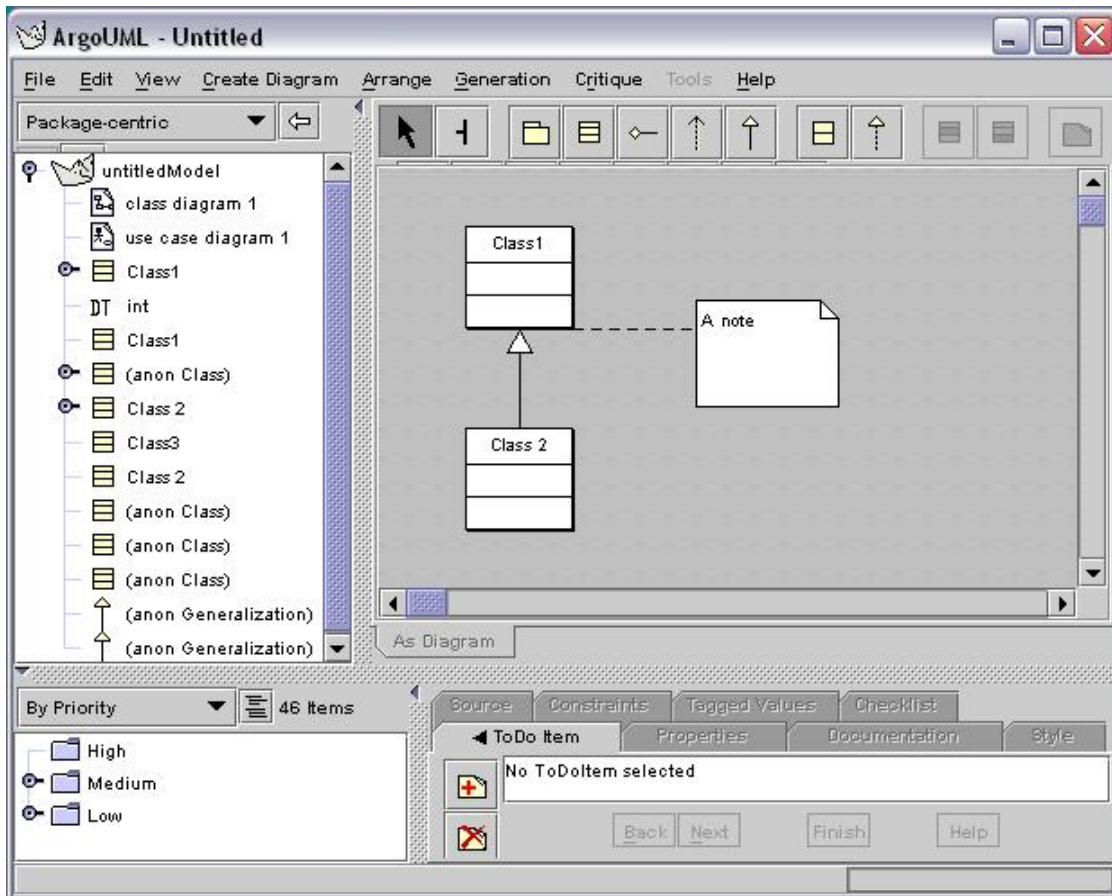 ArgoUML - Untitled
File Edit View Create Diagram Arrange Generation Critique Tools Help
Package-centric
untitledModel
class diagram 1
use case diagram 1
Class1
DT int
Class1
(anon Class)
Class 2
Class3
Class 2
(anon Class)
(anon Class)
(anon Class)
(anon Generalization)
(anon Generalization)
Class1
A note
Class 2
As Diagram
By Priority 46 Items
High
Medium
Low
Source Constraints Tagged Values Checklist
ToDo Item Properties Documentation Style
No ToDoItem selected
Back Next Finish Help